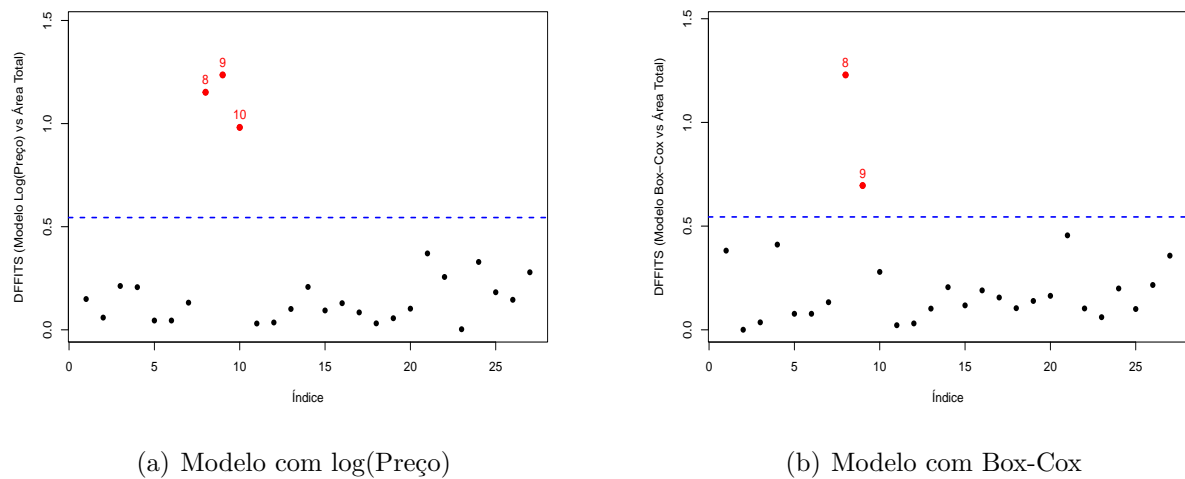 DFFITS (Modelo Log(Preço) vs Área Total)
1.5
1.0
0.5
0.0
8
9
10
0 5 10 15 20 25
Índice
(a) Modelo com log(Preço)
DFFITS (Modelo Box−Cox vs Área Total)
1.5
1.0
0.5
0.0
8
9
0 5 10 15 20 25
Índice
(b) Modelo com Box-Cox